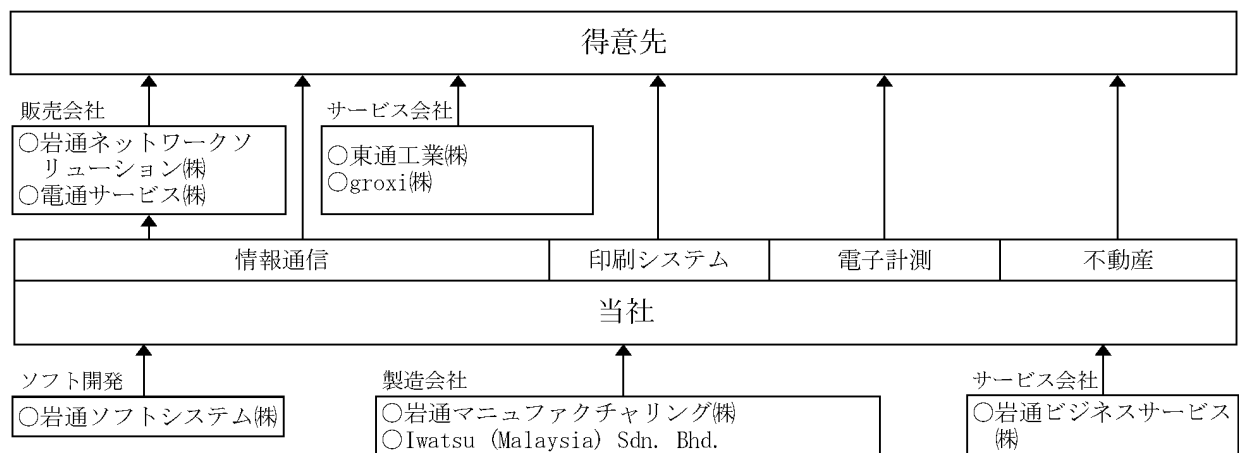 得意先
販売会社
○岩通ネットワークソ
リューション㈱
○電通サービス㈱
サービス会社
○東通工業㈱
○groxi㈱
情報通信
印刷システム
電子計測
不動産
当社
ソフト開発
○岩通ソフトシステム㈱
製造会社
○岩通マニュファクチャリング㈱
○Iwatsu (Malaysia) Sdn. Bhd.
サービス会社
○岩通ビジネスサービス
㈱